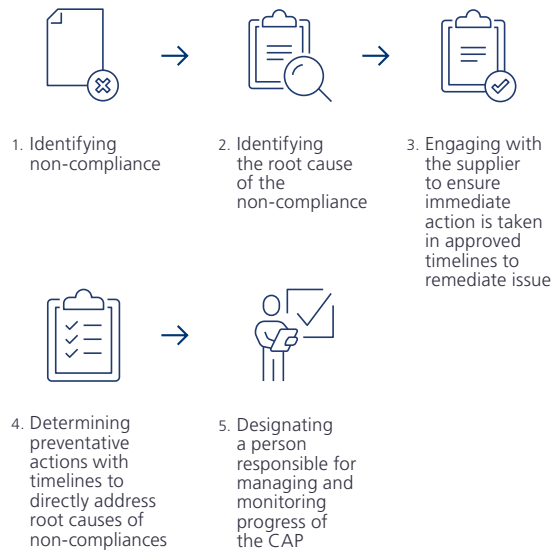 1. Identifying
non-compliance
2. Identifying
the root cause
of the
non-compliance
3. Engaging with
the supplier
to ensure
immediate
action is taken
in approved
timelines to
remediate issue
4. Determining
preventative
actions with
timelines to
directly address
root causes of
non-compliances
5. Designating
a person
responsible for
managing and
monitoring
progress of
the CAP